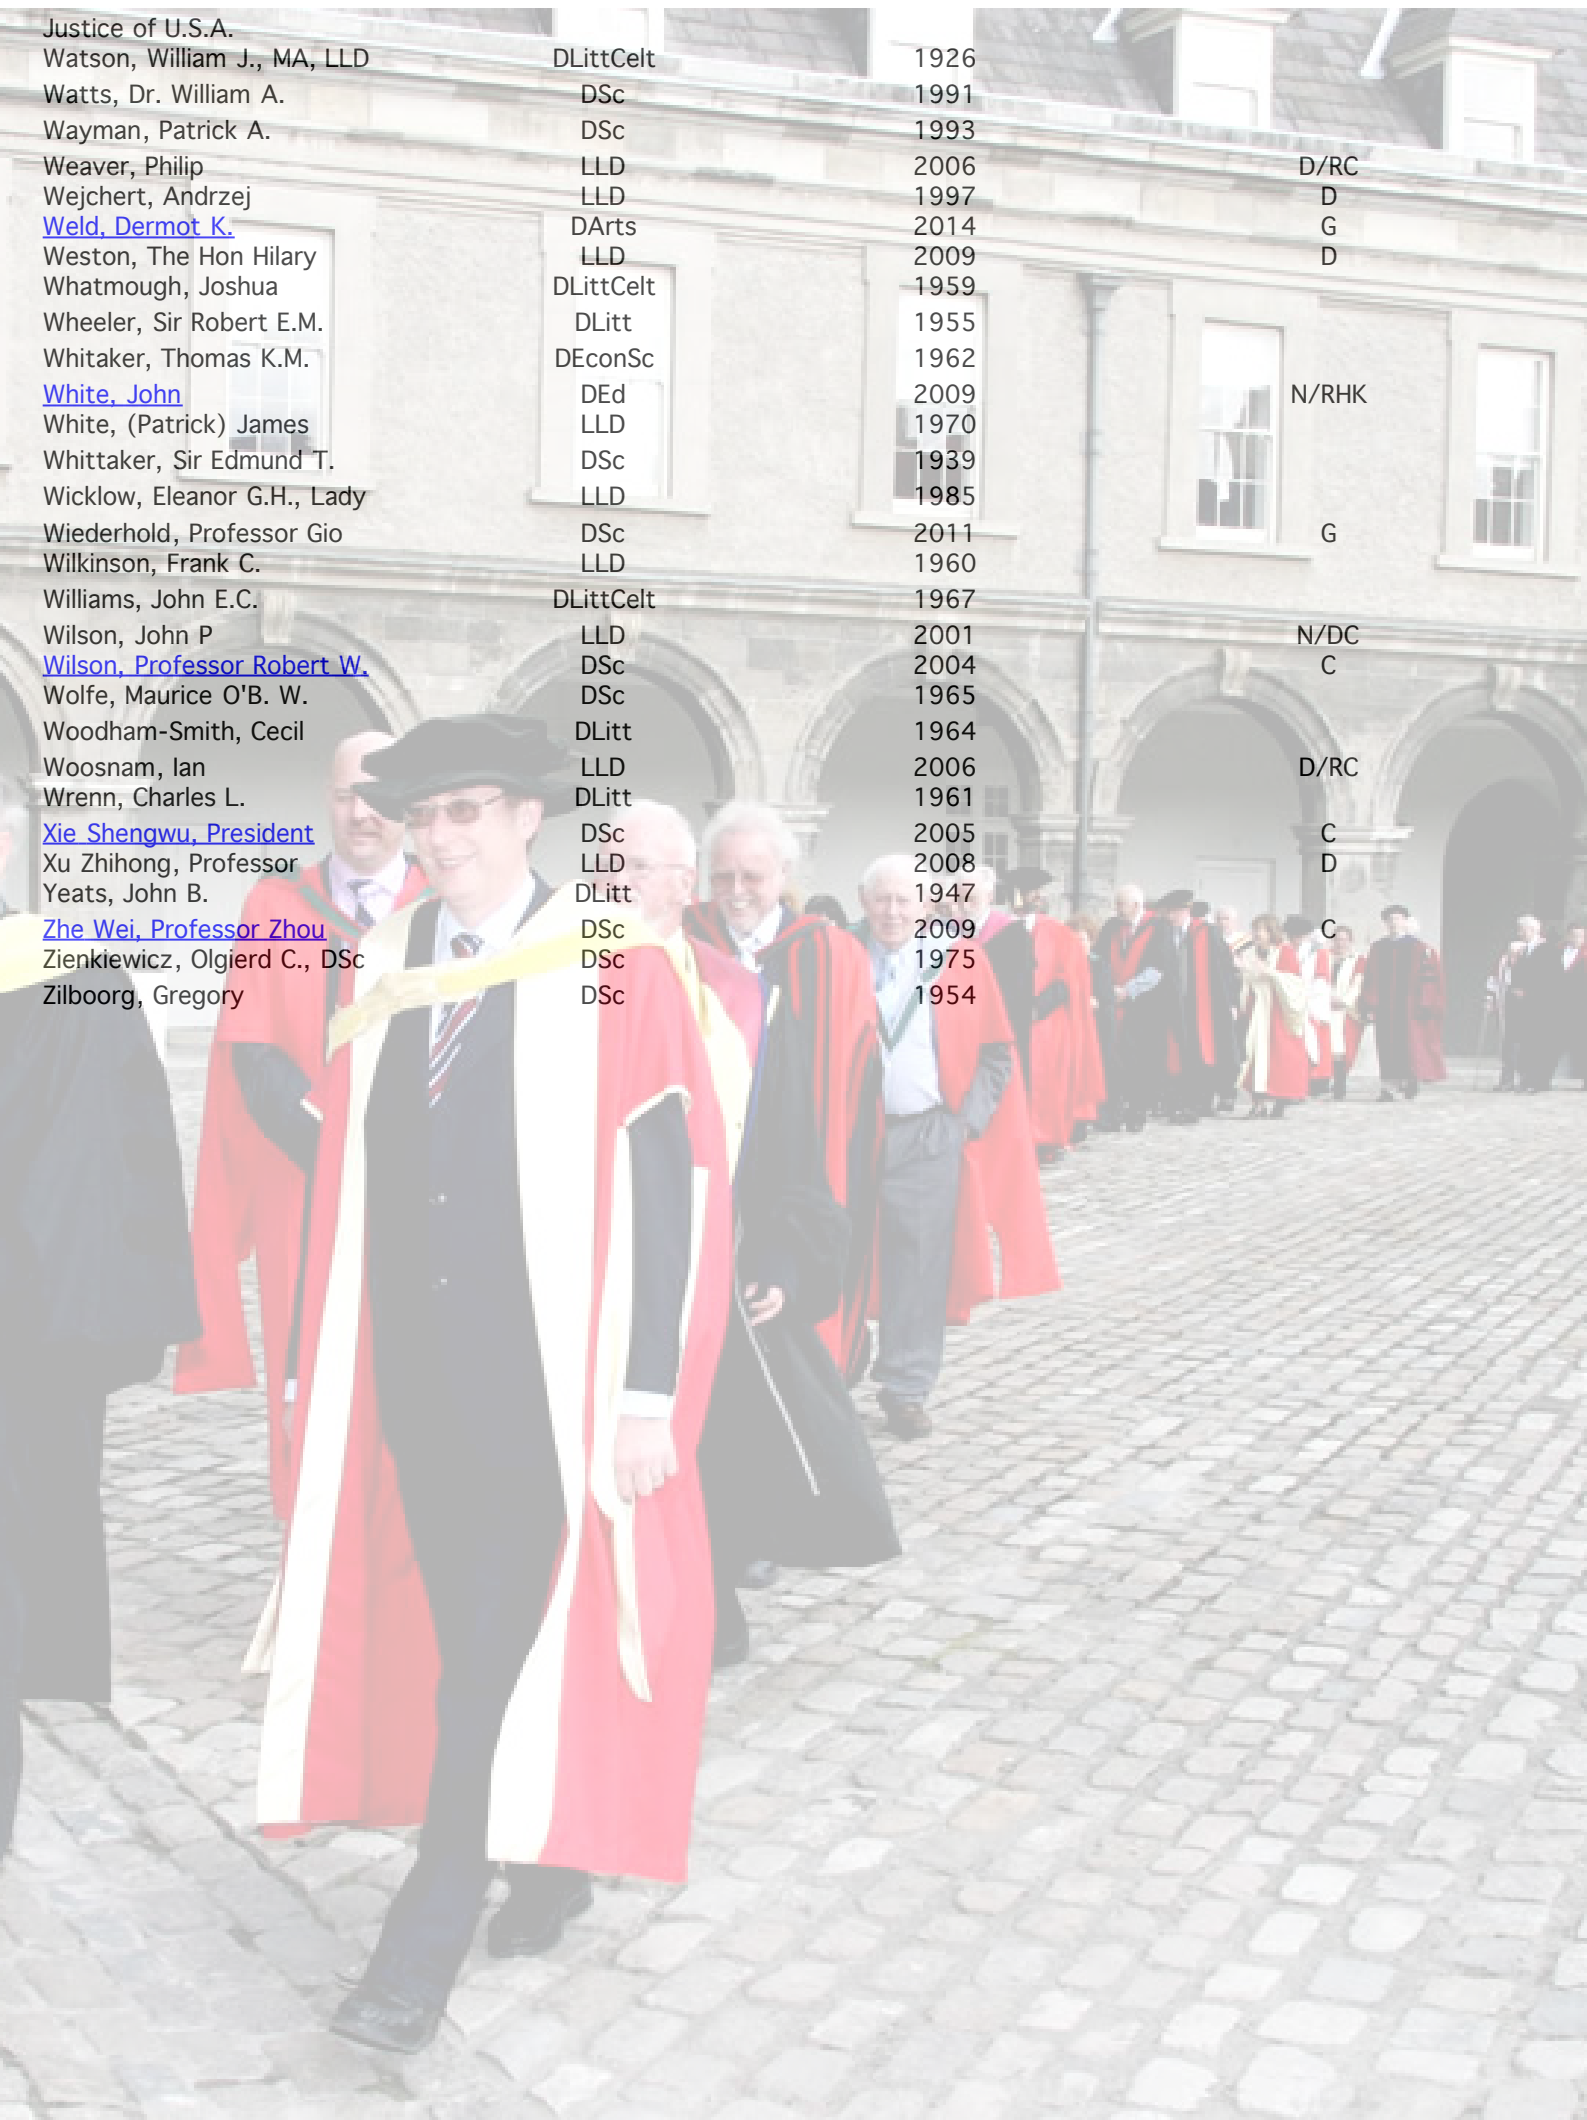 Justice of U.S.A.
Watson, William J., MA, LLD DLittCelt 1926
Watts, Dr. William A. DSc 1991
Wayman, Patrick A. DSc 1993
Weaver, Philip LLD 2006 D/RC
Wejchert, Andrzej LLD 1997 D
Weld, Dermot K. DArts 2014 G
Weston, The Hon Hilary LLD 2009 D
Whatmough, Joshua DLittCelt 1959
Wheeler, Sir Robert E.M. DLitt 1955
Whitaker, Thomas K.M. DEconSc 1962
White, John DEd 2009 N/RHK
White, (Patrick) James LLD 1970
Whittaker, Sir Edmund T. DSc 1939
Wicklow, Eleanor G.H., Lady LLD 1985
Wiederhold, Professor Gio DSc 2011 G
Wilkinson, Frank C. LLD 1960
Williams, John E.C. DLittCelt 1967
Wilson, John P LLD 2001 N/DC
Wilson, Professor Robert W. DSc 2004 C
Wolfe, Maurice O'B. W. DSc 1965
Woodham-Smith, Cecil DLitt 1964
Woosnam, Ian LLD 2006 D/RC
Wrenn, Charles L. DLitt 1961
Xie Shengwu, President DSc 2005 C
Xu Zhihong, Professor LLD 2008 D
Yeats, John B. DLitt 1947
Zhe Wei, Professor Zhou DSc 2009 C
Zienkiewicz, Olgierd C., DSc DSc 1975
Zilboorg, Gregory DSc 1954